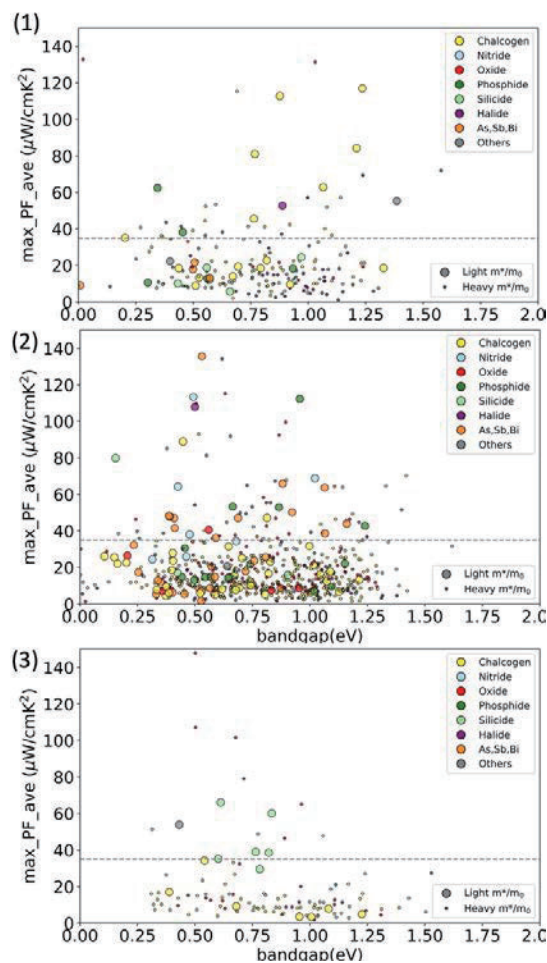 (1)
140
120
100
80
60
40
20
0
max_PF_ave (μW/cmK²)
Chalcogen
Nitride
Oxide
Phosphide
Silicide
Halide
As,Sb,Bi
Others
Light m*/m₀
Heavy m*/m₀
0.00 0.25 0.50 0.75 1.00 1.25 1.50 1.75 2.0
(2)
140
120
100
80
60
40
20
0
max_PF_ave (μW/cmK²)
Chalcogen
Nitride
Oxide
Phosphide
Silicide
Halide
As,Sb,Bi
Others
Light m*/m₀
Heavy m*/m₀
0.00 0.25 0.50 0.75 1.00 1.25 1.50 1.75 2.0
bandgap(eV)
(3)
140
120
100
80
60
40
20
0
max_PF_ave (μW/cmK²)
Chalcogen
Nitride
Oxide
Phosphide
Silicide
Halide
As,Sb,Bi
Others
Light m*/m₀
Heavy m*/m₀
0.00 0.25 0.50 0.75 1.00 1.25 1.50 1.75 2.0
bandgap(eV)